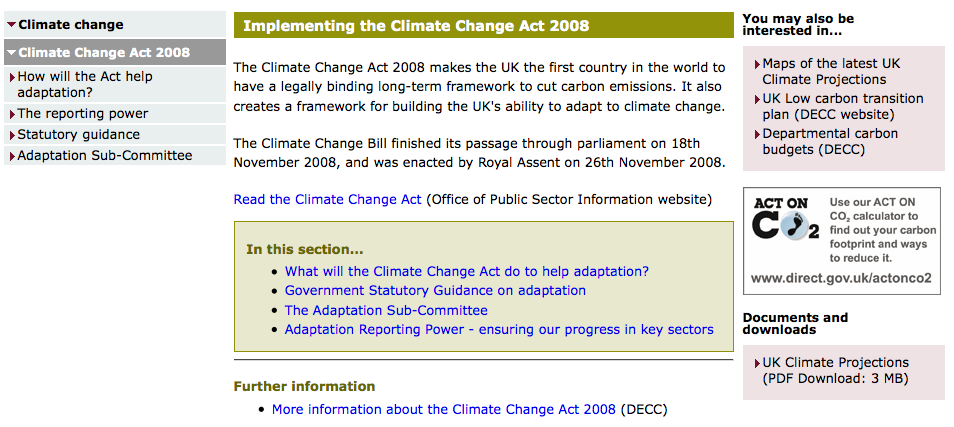 Climate change
Climate Change Act 2008
How will the Act help
adaptation?
The reporting power
Statutory guidance
Adaptation Sub-Committee
Implementing the Climate Change Act 2008
The Climate Change Act 2008 makes the UK the first country in the world to
have a legally binding long-term framework to cut carbon emissions. It also
creates a framework for building the UK's ability to adapt to climate change.
The Climate Change Bill finished its passage through parliament on 18th
November 2008, and was enacted by Royal Assent on 26th November 2008.
Read the Climate Change Act (Office of Public Sector Information website)
In this section...
What will the Climate Change Act do to help adaptation?
Government Statutory Guidance on adaptation
The Adaptation Sub-Committee
Adaptation Reporting Power - ensuring our progress in key sectors
Further information
More information about the Climate Change Act 2008 (DECC)
You may also be
interested in...
Maps of the latest UK
Climate Projections
UK Low carbon transition
plan (DECC website)
Departmental carbon
budgets (DECC)
ACT ON
CO2
Use our ACT ON
CO₂ calculator to
find out your carbon
footprint and ways
to reduce it.
www.direct.gov.uk/actonco2
Documents and
downloads
UK Climate Projections
(PDF Download: 3 MB)